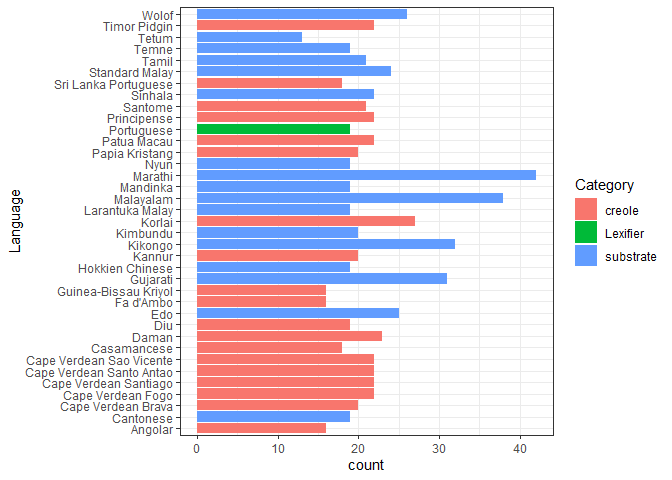 Wolof
Timor Pidgin
Tetum
Temne
Tamil
Standard Malay
Sri Lanka Portuguese
Sinhala
Santome
Principense
Portuguese
Patua Macau
Papia Kristang
Nyun
Marathi
Mandinka
Malayalam
Larantuka Malay
Korlai
Kimbundu
Kikongo
Kannur
Hokkien Chinese
Gujarati
Guinea-Bissau Kriyol
Fa d'Ambo
Edo
Diu
Daman
Casamancese
Cape Verdean Sao Vicente
Cape Verdean Santo Antao
Cape Verdean Santiago
Cape Verdean Fogo
Cape Verdean Brava
Cantonese
Angolar
Language
0 10 20 30 40
count
Category
creole
Lexifier
substrate